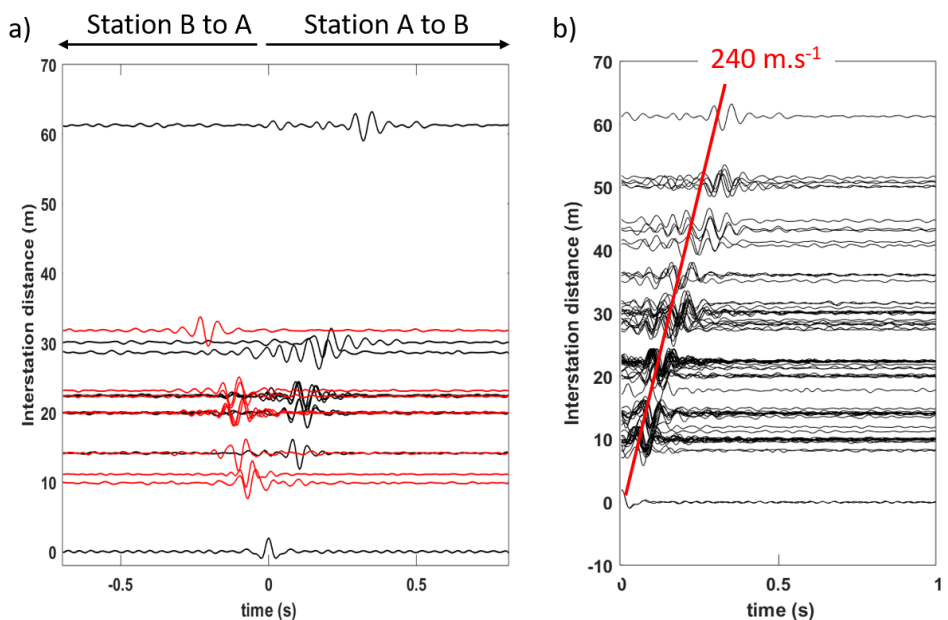 a)
Station B to A
Station A to B
70
60
50
40
30
20
10
0
Interstation distance (m)
-0.5
0
0.5
time (s)
b)
240 m.s⁻¹
70
60
50
40
30
20
10
0
-10
Interstation distance (m)
0
0.5
1
time (s)